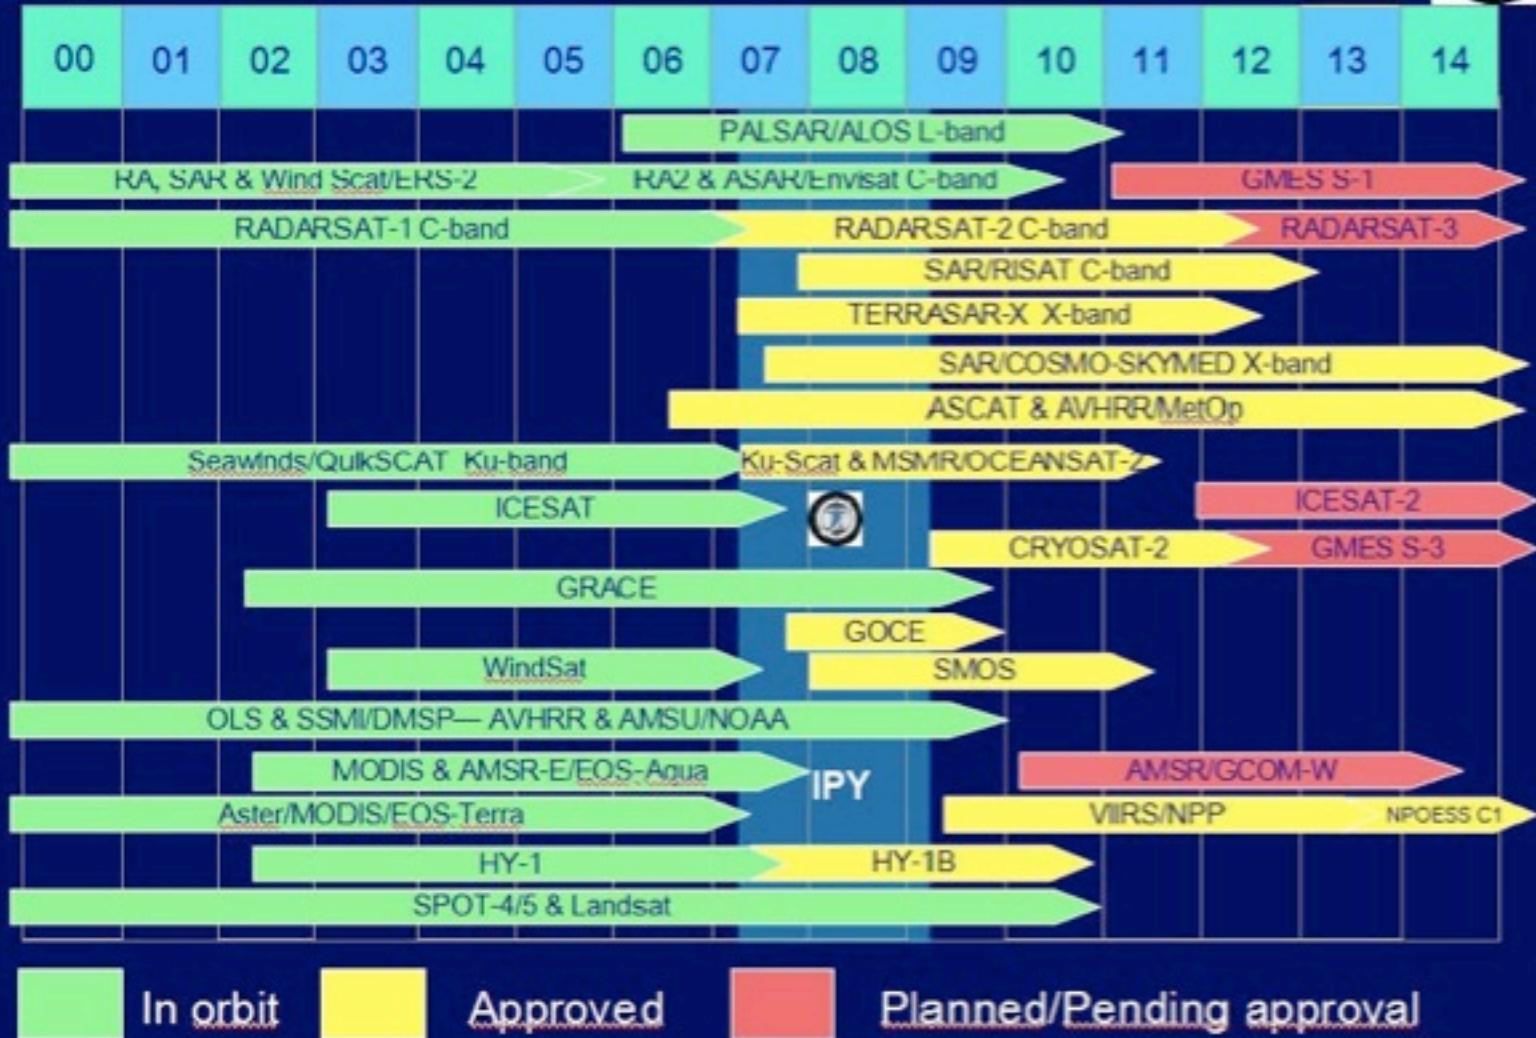 00 01 02 03 04 05 06 07 08 09 10 11 12 13 14
PALSAR/ALOS L-band
RA, SAR & Wind Scat/ERS-2 RA2 & ASAR/Envisat C-band GMES S-1
RADARSAT-1 C-band RADARSAT-2 C-band RADARSAT-3
SAR/RISAT C-band
TERRASAR-X X-band
SAR/COSMO-SKYMED X-band
ASCAT & AVHRR/MetOp
Seawinds/QuikSCAT Ku-band Ku-Scat & MSMR/OCEANSAT-2
ICESAT ICESAT-2
CRYOSAT-2 GMES S-3
GRACE
GOCE
WindSat SMOS
OLS & SSMI/DMSP— AVHRR & AMSU/NOAA
MODIS & AMSR-E/EOS-Aqua IPY AMSR/GCOM-W
Aster/MODIS/EOS-Terra VIIRS/NPP NPOESS C1
HY-1 HY-1B
SPOT-4/5 & Landsat
In orbit Approved Planned/Pending approval